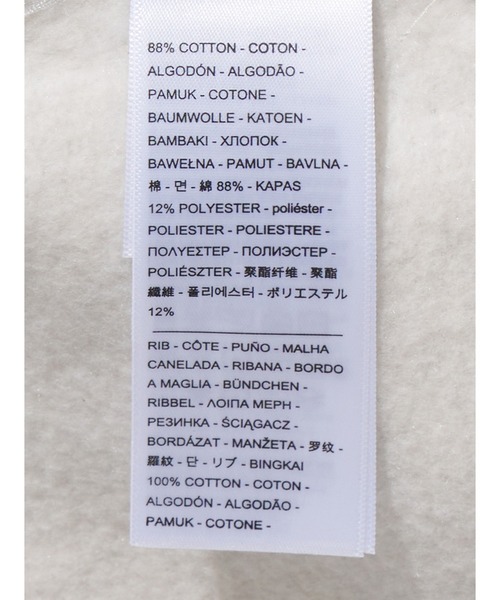 88% COTTON - COTON -
ALGODÓN - ALGODÃO -
PAMUK - COTONE -
BAUMWOLLE - KATOEN -
BAMBAKI - ХЛОПОК -
BAWEŁNA - PAMUT - BAVLNA -
棉 - 면 - 綿 88% - KAPAS
12% POLYESTER - poliéster -
POLIESTER - POLIESTERE -
ΠΟΛΥΕΣΤΕΡ - ПОЛИЭСТЕР -
POLIÉSZTER - 聚酯纤维 - 聚酯
纖維 - 폴리에스터 - ポリエステル
12%
RIB - CÔTE - PUÑO - MALHA
CANELADA - RIBANA - BORDO
A MAGLIA - BÜNDCHEN -
RIBBEL - ΛΟΙΠΑ ΜΕΡΗ -
РЕЗИНКА - ŚCIĄGACZ -
BORDÁZAT - MANŽETA - 罗纹 -
羅紋 - 단 - リブ - BINGKAI
100% COTTON - COTON -
ALGODÓN - ALGODÃO -
PAMUK - COTONE -